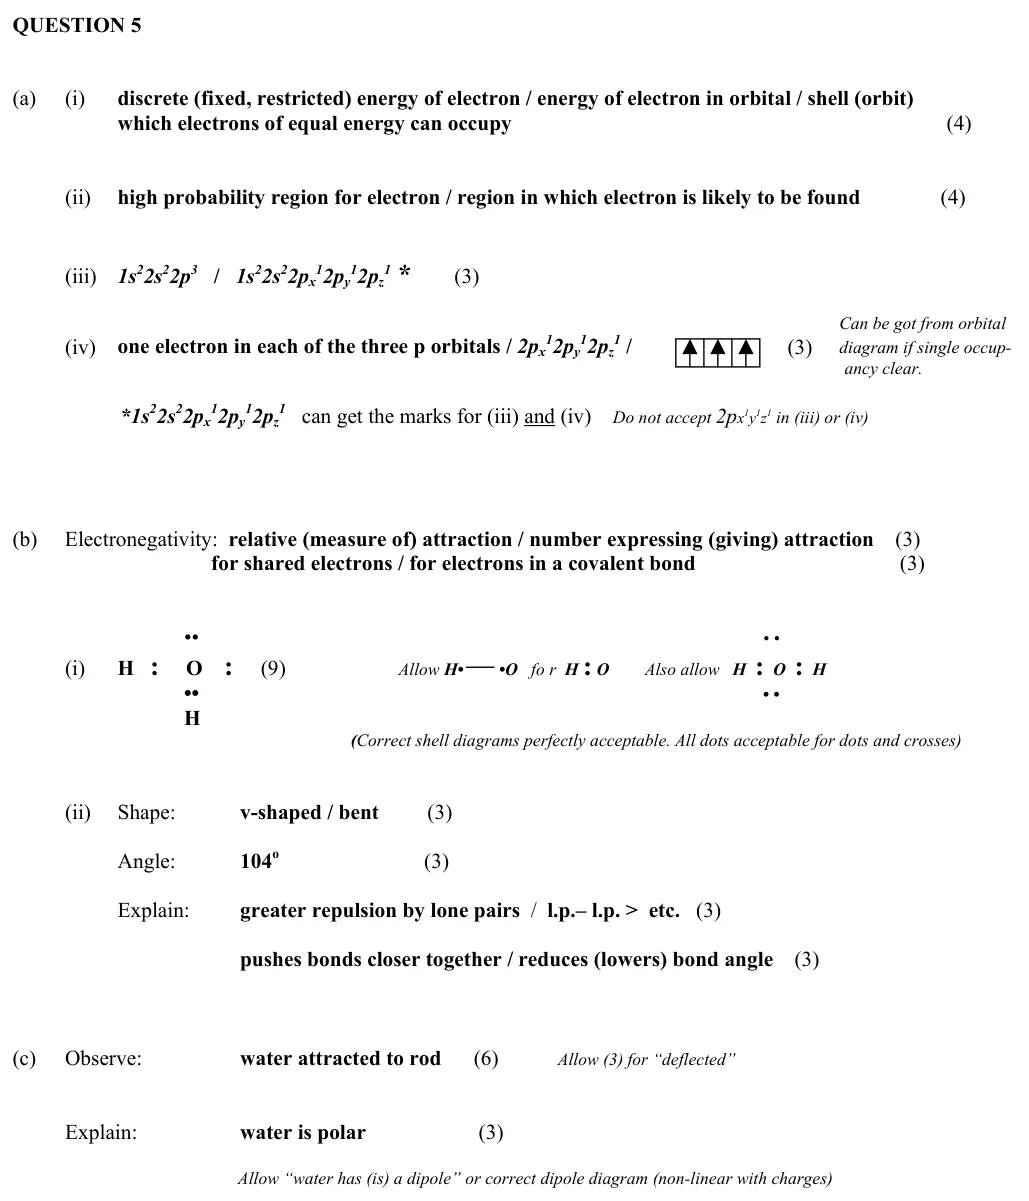 QUESTION 5
(a) (i) discrete (fixed, restricted) energy of electron / energy of electron in orbital / shell (orbit)
which electrons of equal energy can occupy (4)
(ii) high probability region for electron / region in which electron is likely to be found (4)
(iii) 1s²2s²2p³ / 1s²2s²2pₓ¹2pᵧ¹2p_z¹ * (3)
Can be got from orbital
(iv) one electron in each of the three p orbitals / 2pₓ¹2pᵧ¹2p_z¹ / (3) diagram if single occup-
ancy clear.
*1s²2s²2pₓ¹2pᵧ¹2p_z¹ can get the marks for (iii) and (iv) Do not accept 2px¹y¹z¹ in (iii) or (iv)
(b) Electronegativity: relative (measure of) attraction / number expressing (giving) attraction (3)
for shared electrons / for electrons in a covalent bond (3)
•• ••
(i) H : O : (9) Allow H•—•O fo r H : O Also allow H : O : H
•• ••
H
(Correct shell diagrams perfectly acceptable. All dots acceptable for dots and crosses)
(ii) Shape: v-shaped / bent (3)
Angle: 104° (3)
Explain: greater repulsion by lone pairs / l.p.– l.p. > etc. (3)
pushes bonds closer together / reduces (lowers) bond angle (3)
(c) Observe: water attracted to rod (6) Allow (3) for “deflected”
Explain: water is polar (3)
Allow “water has (is) a dipole” or correct dipole diagram (non-linear with charges)